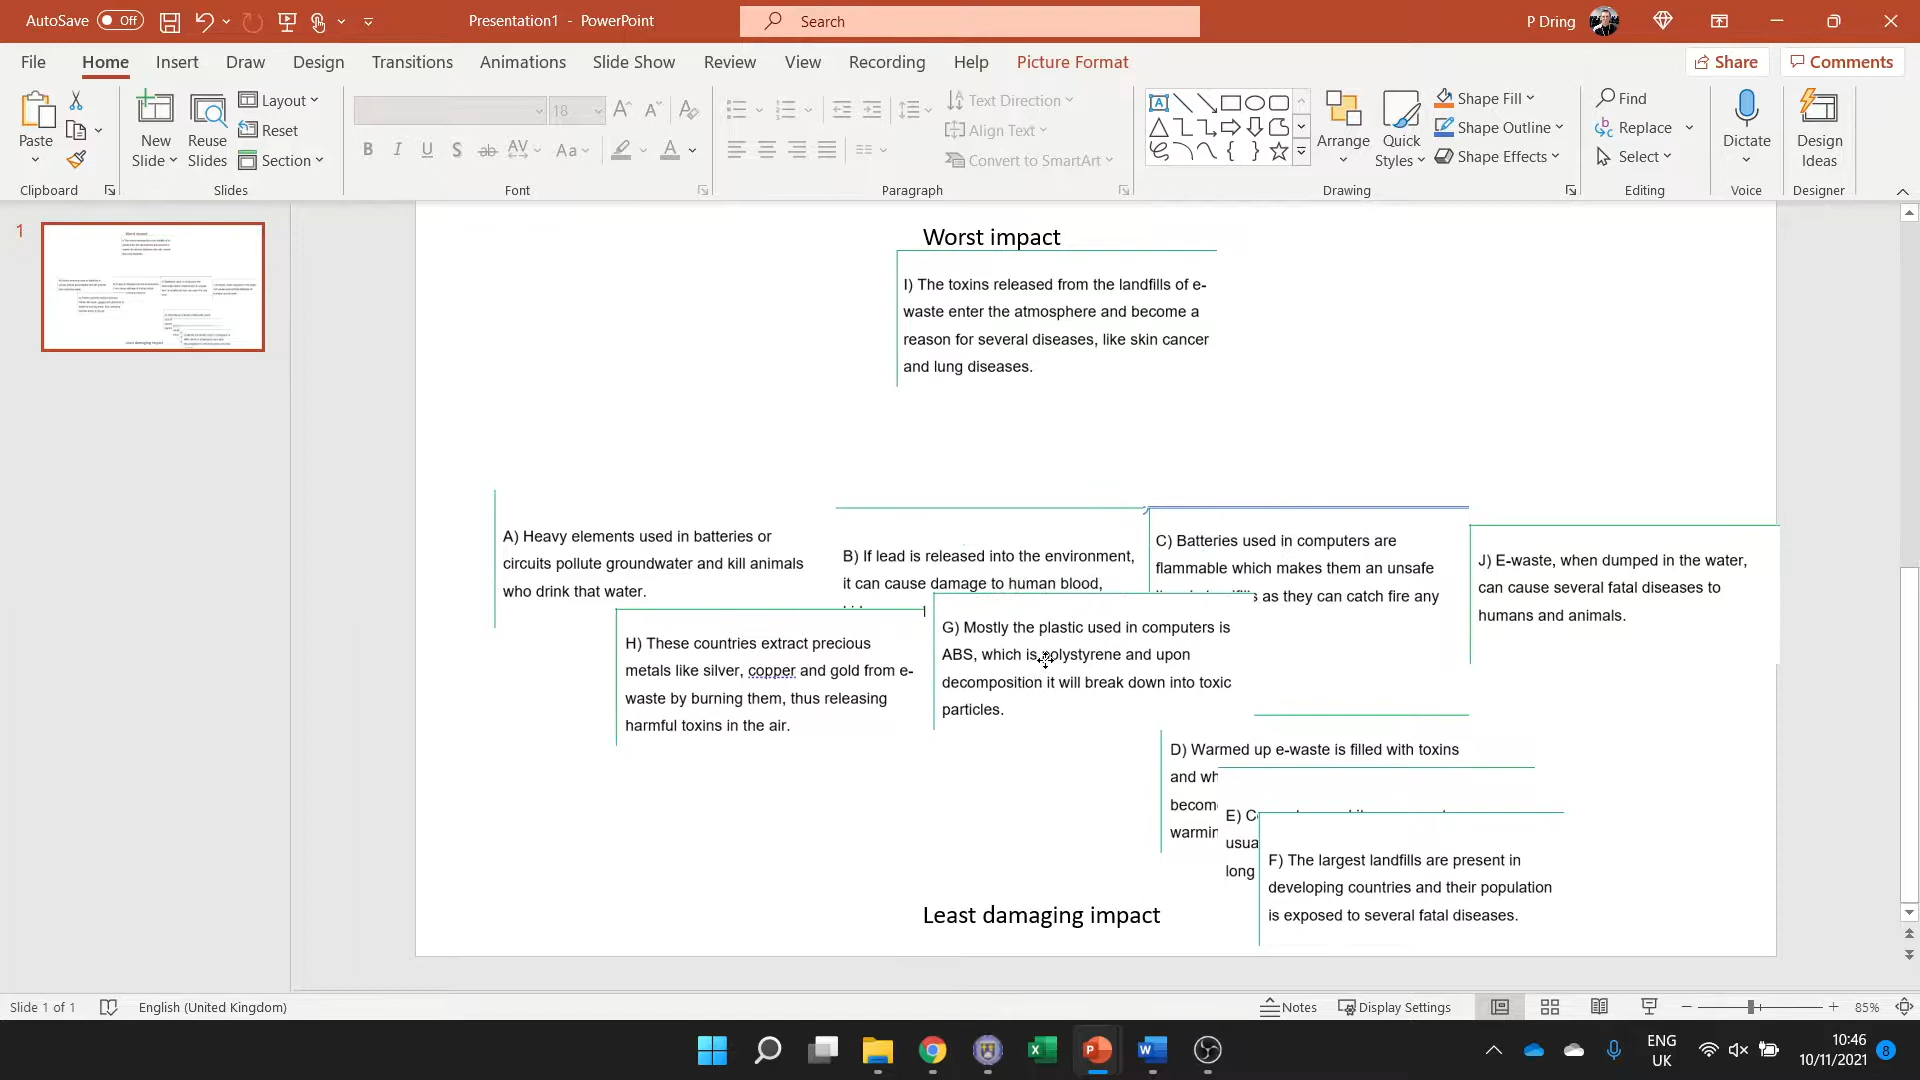 AutoSave Off
Presentation1 - PowerPoint
Search
P Dring
File Home Insert Draw Design Transitions Animations Slide Show Review View Recording Help Picture Format
Share
Comments
Paste
New Slide
Reuse Slides
Layout
Reset
Section
18
B I U S ab AV Aa A
Text Direction
Align Text
Convert to SmartArt
Arrange
Quick Styles
Shape Fill
Shape Outline
Shape Effects
Find
Replace
Select
Dictate
Design Ideas
Clipboard Slides Font Paragraph Drawing Editing Voice Designer
1
Worst impact
I) The toxins released from the landfills of e-
waste enter the atmosphere and become a
reason for several diseases, like skin cancer
and lung diseases.
A) Heavy elements used in batteries or
circuits pollute groundwater and kill animals
who drink that water.
B) If lead is released into the environment,
it can cause damage to human blood,
C) Batteries used in computers are
flammable which makes them an unsafe
as they can catch fire any
J) E-waste, when dumped in the water,
can cause several fatal diseases to
humans and animals.
H) These countries extract precious
metals like silver, copper and gold from e-
waste by burning them, thus releasing
harmful toxins in the air.
G) Mostly the plastic used in computers is
ABS, which is polystyrene and upon
decomposition it will break down into toxic
particles.
D) Warmed up e-waste is filled with toxins
and wh
becom
warmin
E) C
usua
long
F) The largest landfills are present in
developing countries and their population
is exposed to several fatal diseases.
Least damaging impact
Slide 1 of 1
English (United Kingdom)
Notes
Display Settings
85%
ENG
UK
10:46
10/11/2021
8